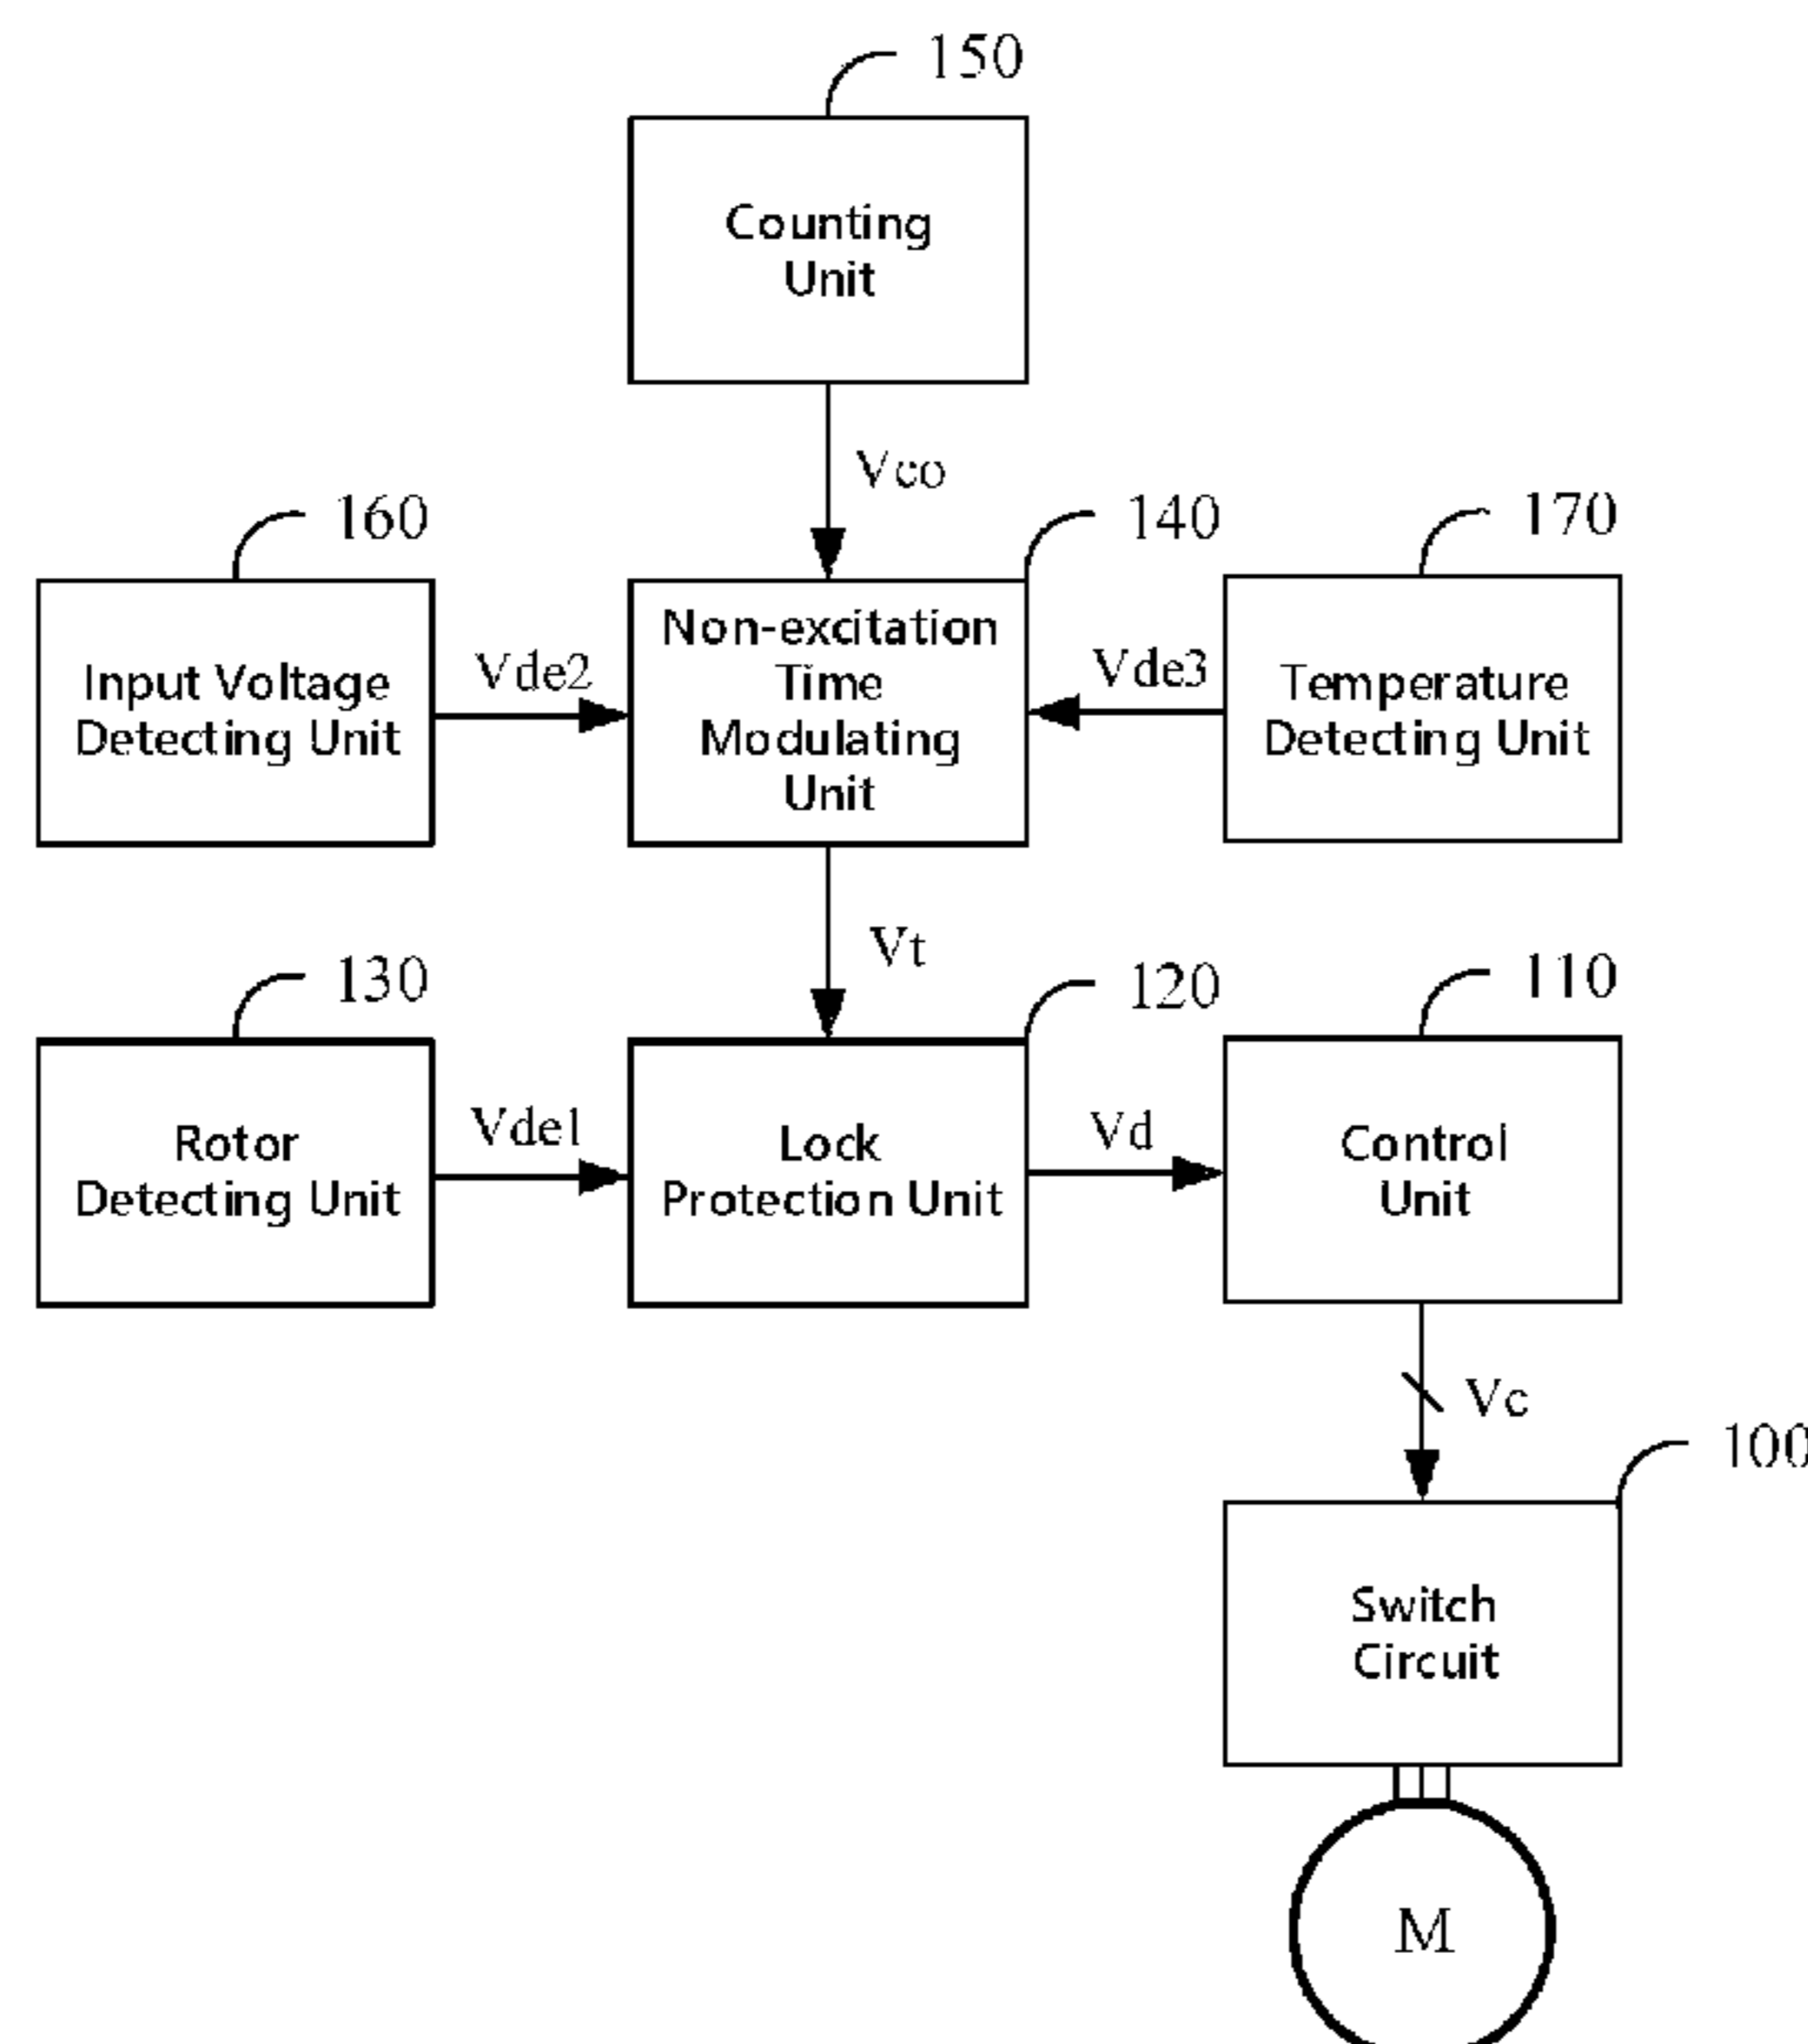 150
Counting
Unit
Vco
160
140
170
Input Voltage
Detecting Unit
Vde2
Non-excitation
Time
Modulating
Unit
Vde3
Temperature
Detecting Unit
Vt
130
120
110
Rotor
Detecting Unit
Vde1
Lock
Protection Unit
Vd
Control
Unit
Vc
100
Switch
Circuit
M